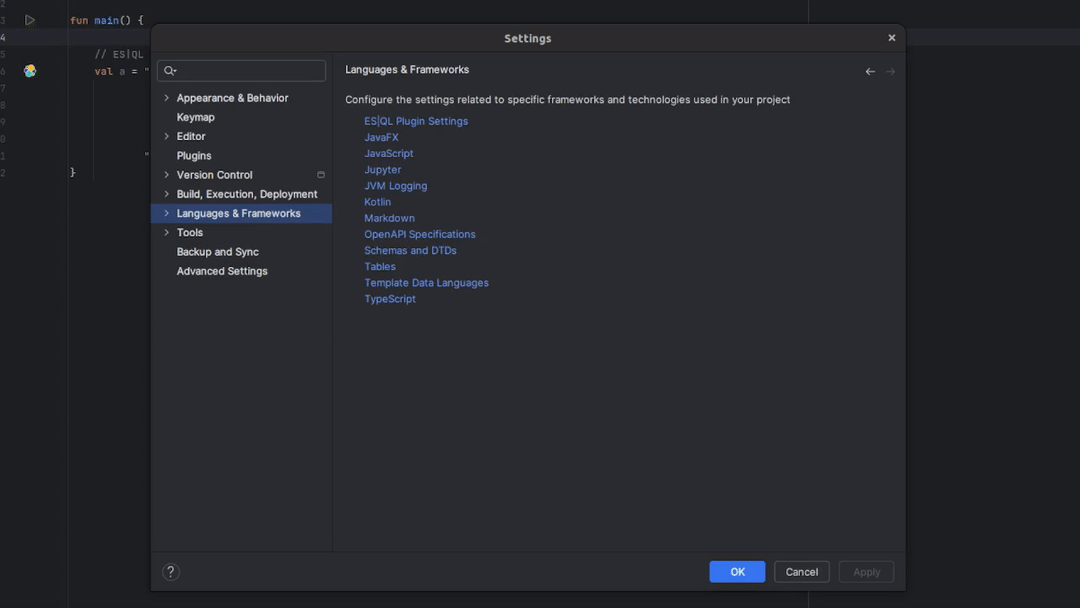 2
3 fun main() {
4
5 // ES|QL
6 val a = "
7
8
9
0
1 "
2 }
Settings
Languages & Frameworks
Appearance & Behavior
Keymap
Editor
Plugins
Version Control
Build, Execution, Deployment
Languages & Frameworks
Tools
Backup and Sync
Advanced Settings
Configure the settings related to specific frameworks and technologies used in your project
ES|QL Plugin Settings
JavaFX
JavaScript
Jupyter
JVM Logging
Kotlin
Markdown
OpenAPI Specifications
Schemas and DTDs
Tables
Template Data Languages
TypeScript
?
OK
Cancel
Apply